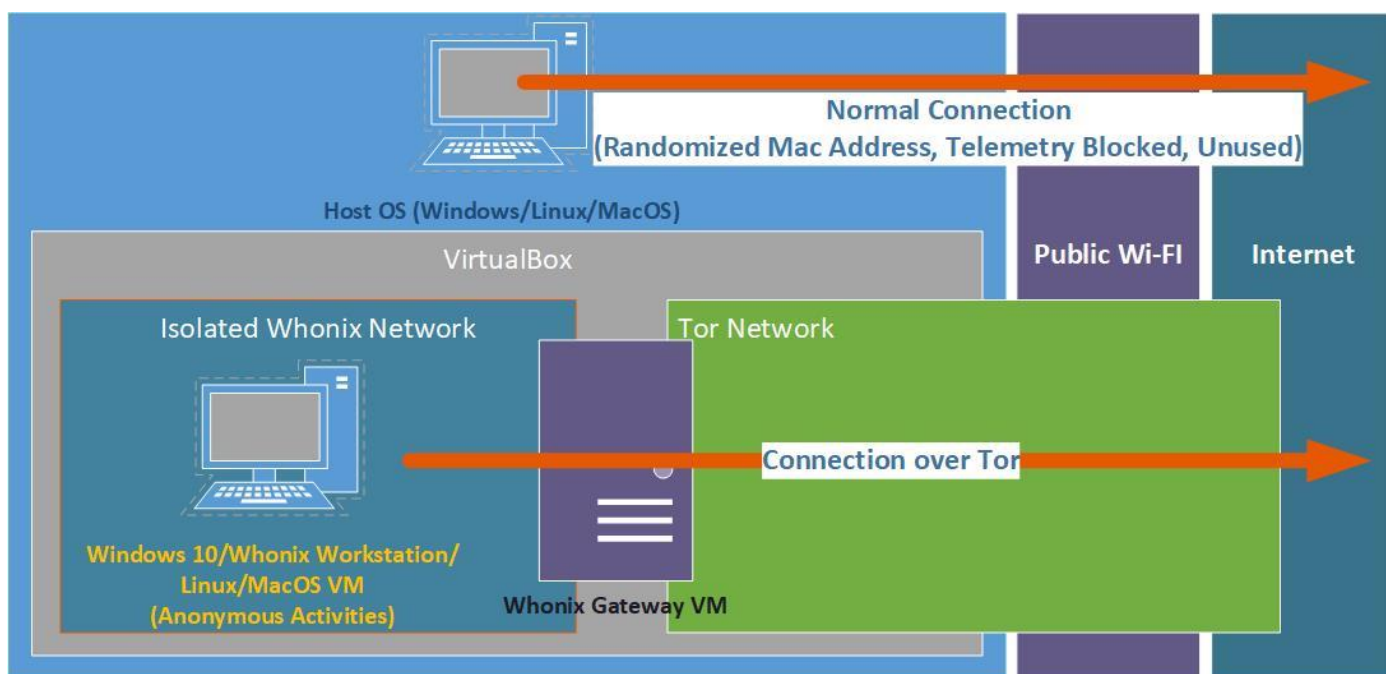 Normal Connection
(Randomized Mac Address, Telemetry Blocked, Unused)
Host OS (Windows/Linux/MacOS)
VirtualBox
Public Wi-FI
Internet
Isolated Whonix Network
Tor Network
Connection over Tor
Windows 10/Whonix Workstation/
Linux/MacOS VM
(Anonymous Activities)
Whonix Gateway VM